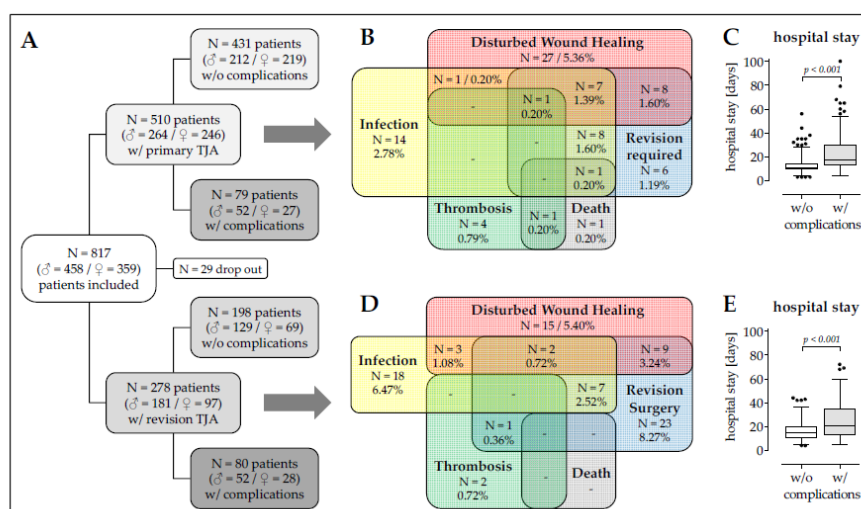 A
N = 431 patients
(♂ = 212 / ♀ = 219)
w/o complications
N = 510 patients
(♂ = 264 / ♀ = 246)
w/ primary TJA
N = 79 patients
(♂ = 52 / ♀ = 27)
w/ complications
N = 817
(♂ = 458 / ♀ = 359)
patients included
N = 29 drop out
N = 198 patients
(♂ = 129 / ♀ = 69)
w/o complications
N = 278 patients
(♂ = 181 / ♀ = 97)
w/ revision TJA
N = 80 patients
(♂ = 52 / ♀ = 28)
w/ complications
B
Disturbed Wound Healing
N = 27 / 5.36%
N = 1 / 0.20%
N = 7
1.39%
N = 8
1.60%
-
N = 1
0.20%
Infection
N = 14
2.78%
-
N = 8
1.60%
Revision
required
N = 6
1.19%
-
N = 1
0.20%
Thrombosis
N = 4
0.79%
N = 1
0.20%
Death
N = 1
0.20%
C
hospital stay
p < 0.001
hospital stay [days]
100
80
60
40
20
0
w/o
w/
complications
D
Disturbed Wound Healing
N = 15 / 5.40%
N = 3
1.08%
N = 2
0.72%
N = 9
3.24%
Infection
N = 18
6.47%
-
-
N = 7
2.52%
Revision
Surgery
N = 23
8.27%
N = 1
0.36%
-
-
Thrombosis
N = 2
0.72%
-
Death
-
E
hospital stay
p < 0.001
hospital stay [days]
100
80
60
40
20
0
w/o
w/
complications